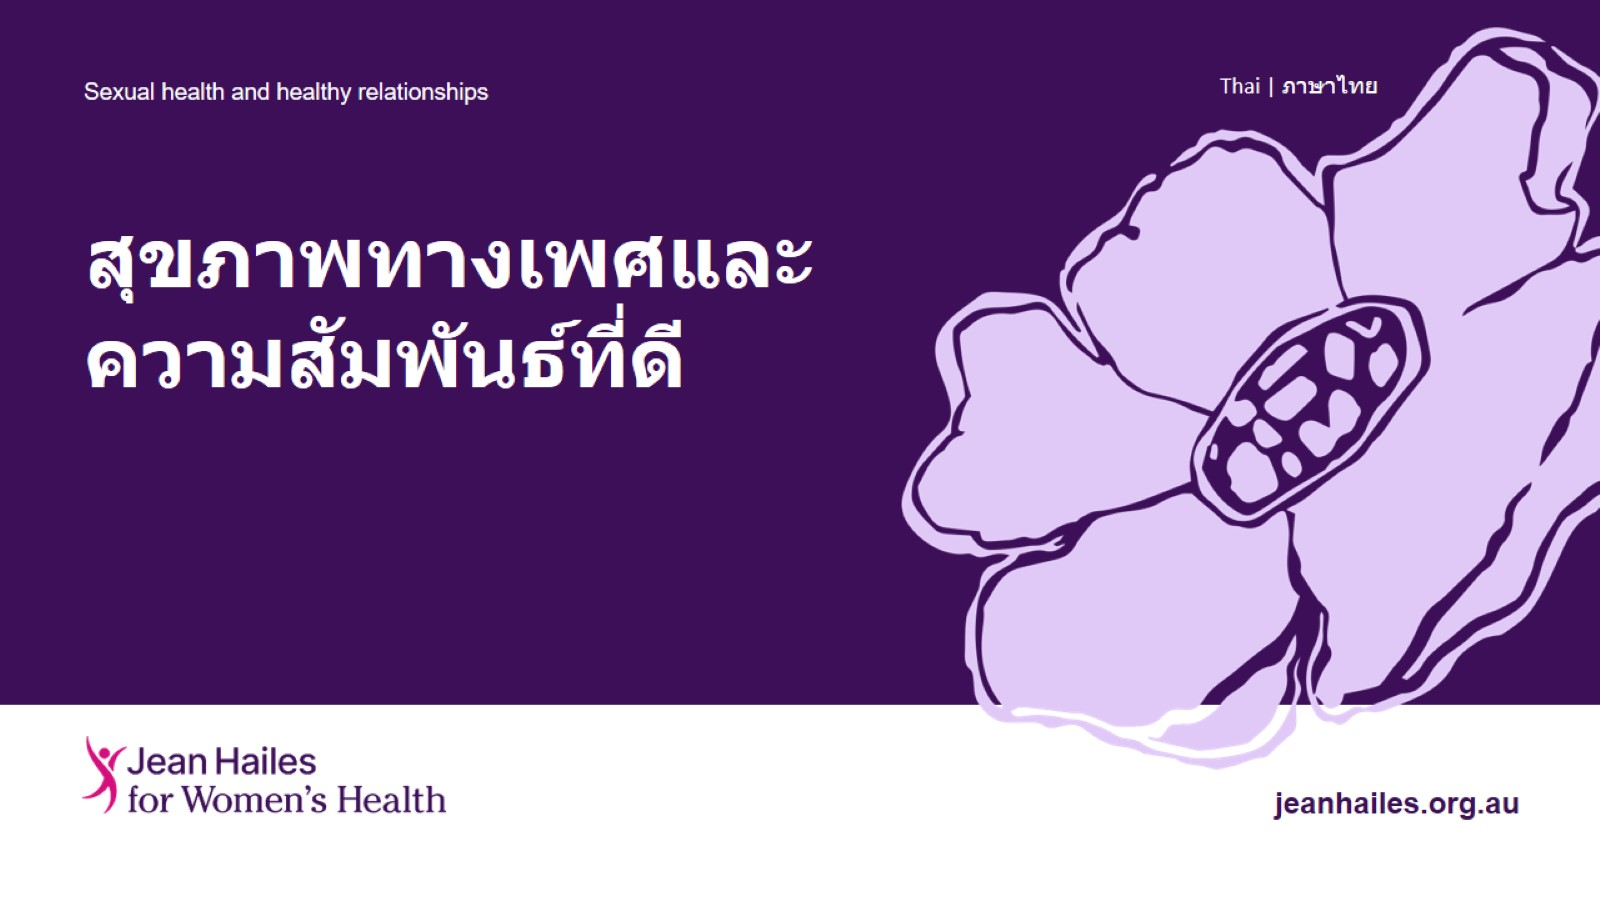 Sexual health and healthy relationships
Thai | ภาษาไทย
สุขภาพทางเพศและ
ความสัมพันธ์ที่ดี
Jean Hailes
for Women's Health
jeanhailes.org.au